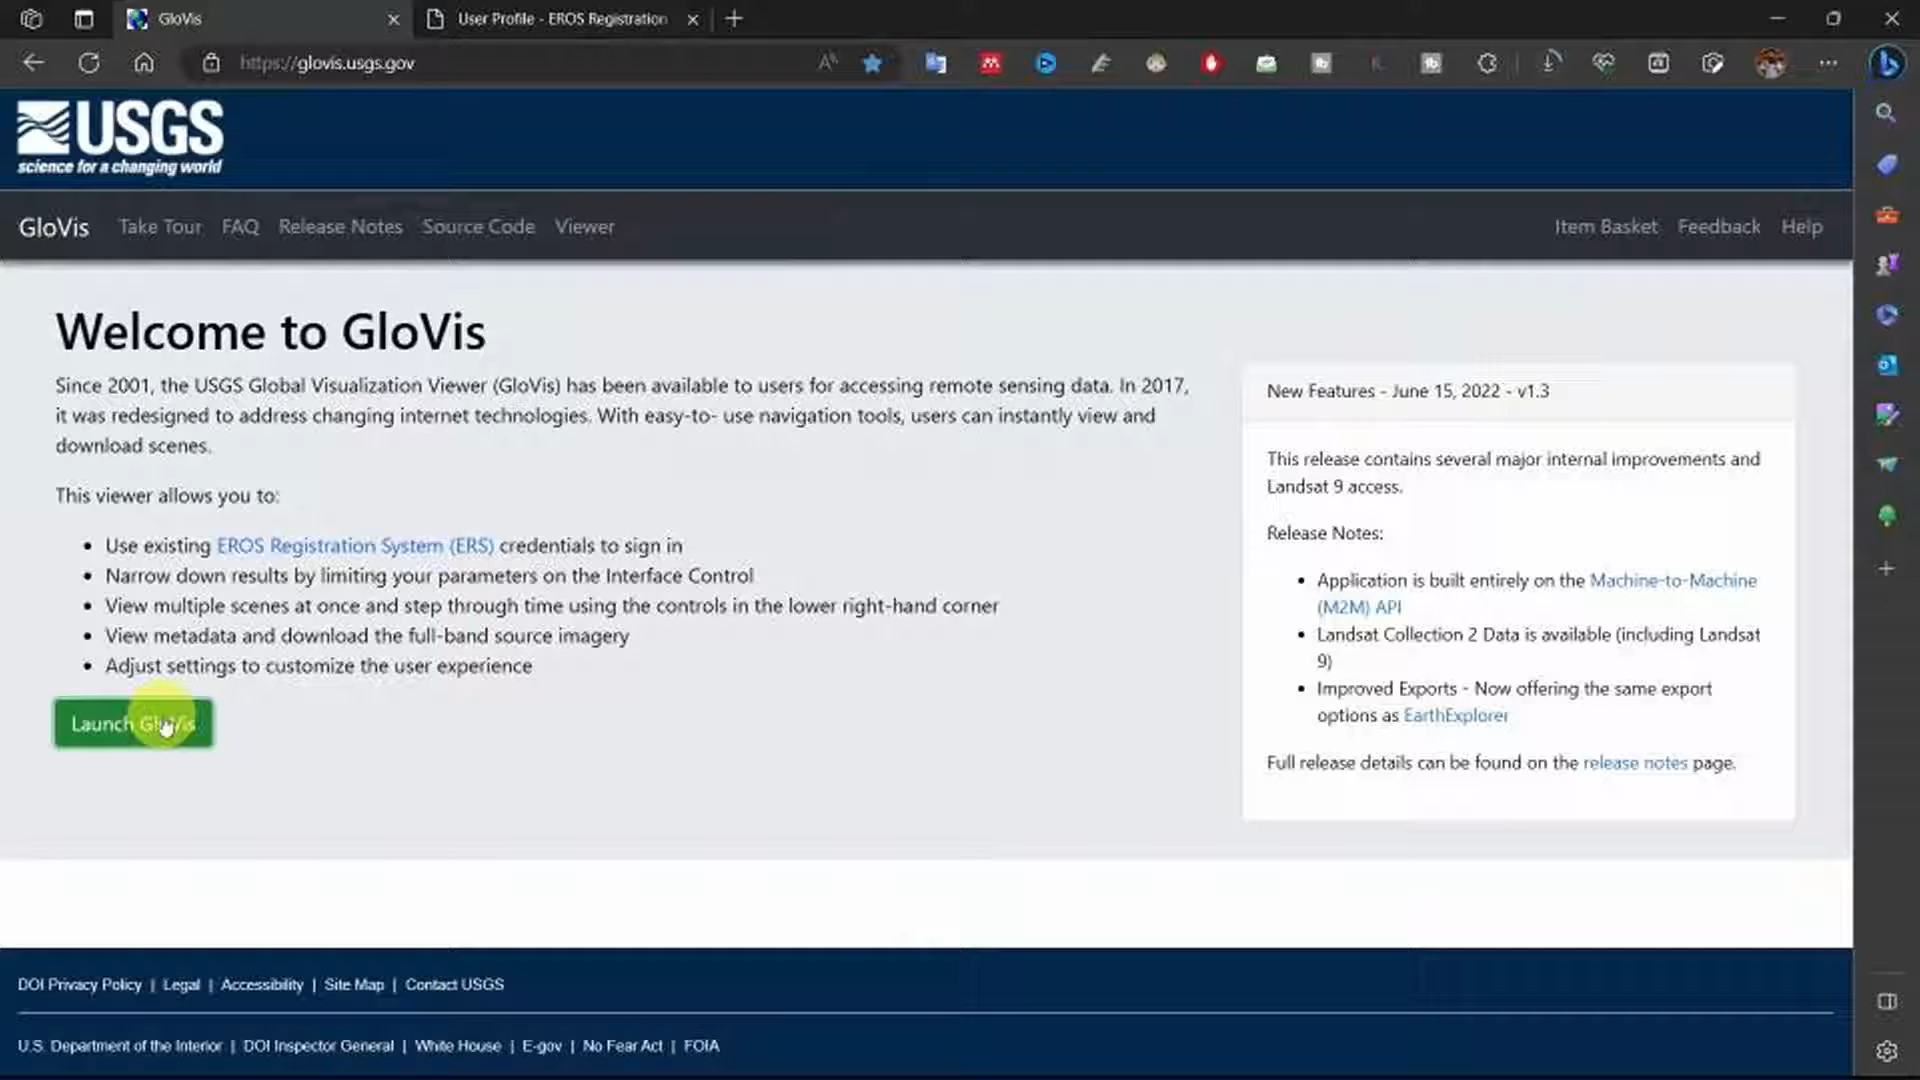 GloVis
User Profile - EROS Registration
https://glovis.usgs.gov
USGS
science for a changing world
GloVis Take Tour FAQ Release Notes Source Code Viewer Item Basket Feedback Help
Welcome to GloVis
Since 2001, the USGS Global Visualization Viewer (GloVis) has been available to users for accessing remote sensing data. In 2017,
it was redesigned to address changing internet technologies. With easy-to- use navigation tools, users can instantly view and
download scenes.
This viewer allows you to:
• Use existing EROS Registration System (ERS) credentials to sign in
• Narrow down results by limiting your parameters on the Interface Control
• View multiple scenes at once and step through time using the controls in the lower right-hand corner
• View metadata and download the full-band source imagery
• Adjust settings to customize the user experience
Launch GloVis
New Features - June 15, 2022 - v1.3
This release contains several major internal improvements and
Landsat 9 access.
Release Notes:
• Application is built entirely on the Machine-to-Machine
(M2M) API
• Landsat Collection 2 Data is available (including Landsat
9)
• Improved Exports - Now offering the same export
options as EarthExplorer
Full release details can be found on the release notes page.
DOI Privacy Policy | Legal | Accessibility | Site Map | Contact USGS
U.S. Department of the Interior | DOI Inspector General | White House | E-gov | No Fear Act | FOIA